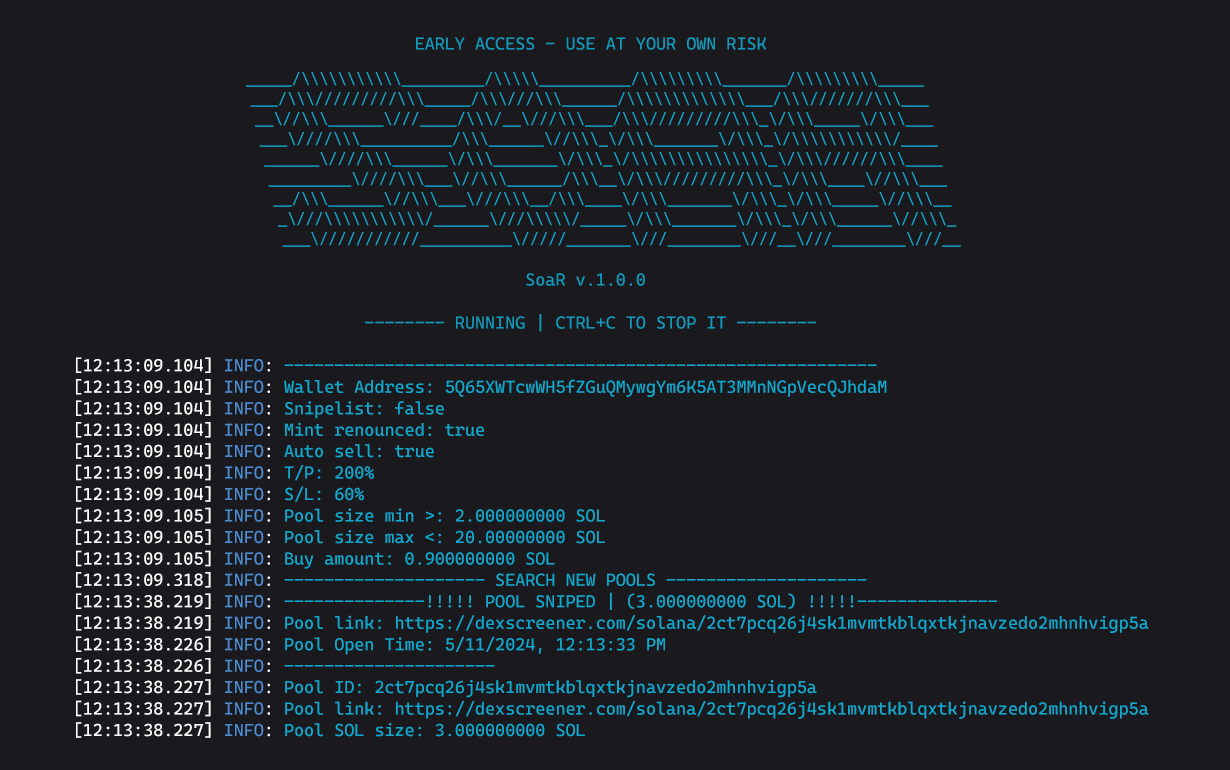 EARLY ACCESS - USE AT YOUR OWN RISK
SoaR v.1.0.0
-------- RUNNING | CTRL+C TO STOP IT --------
[12:13:09.104] INFO: -----------------------------------------------------------
[12:13:09.104] INFO: Wallet Address: 5Q65XWTcwWH5fZGuQMywgYm6K5AT3MMnNGpVecQJhdaM
[12:13:09.104] INFO: Snipelist: false
[12:13:09.104] INFO: Mint renounced: true
[12:13:09.104] INFO: Auto sell: true
[12:13:09.104] INFO: T/P: 200%
[12:13:09.104] INFO: S/L: 60%
[12:13:09.105] INFO: Pool size min >: 2.000000000 SOL
[12:13:09.105] INFO: Pool size max <: 20.000000000 SOL
[12:13:09.105] INFO: Buy amount: 0.900000000 SOL
[12:13:09.318] INFO: -------------------- SEARCH NEW POOLS --------------------
[12:13:38.219] INFO: --------------!!!!! POOL SNIPED | (3.000000000 SOL) !!!!!--------------
[12:13:38.219] INFO: Pool link: https://dexscreener.com/solana/2ct7pcq26j4sk1mvmtkblqxtkjnavzedo2mhnhvigp5a
[12:13:38.226] INFO: Pool Open Time: 5/11/2024, 12:13:33 PM
[12:13:38.226] INFO: ---------------------
[12:13:38.227] INFO: Pool ID: 2ct7pcq26j4sk1mvmtkblqxtkjnavzedo2mhnhvigp5a
[12:13:38.227] INFO: Pool link: https://dexscreener.com/solana/2ct7pcq26j4sk1mvmtkblqxtkjnavzedo2mhnhvigp5a
[12:13:38.227] INFO: Pool SOL size: 3.000000000 SOL